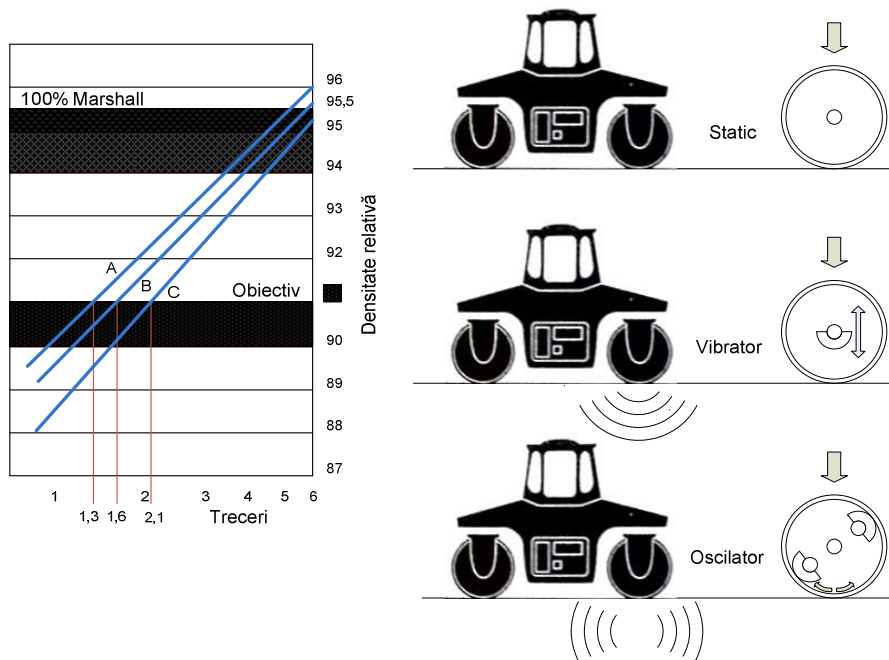 100% Marshall
96
95,5
95
94
93
92
90
89
88
87
Densitate relativă
A
B
C
Obiectiv
1 2 3 4 5 6
1,3 1,6 2,1
Treceri
Static
Vibrator
Oscilator